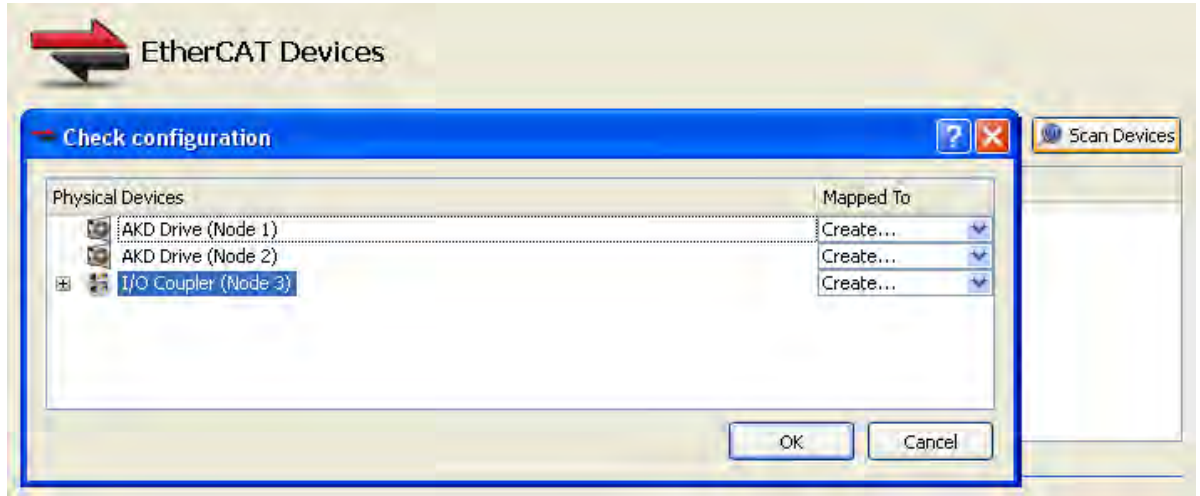 EtherCAT Devices
Check configuration
Scan Devices
Physical Devices Mapped To
AKD Drive (Node 1) Create...
AKD Drive (Node 2) Create...
I/O Coupler (Node 3) Create...
OK Cancel